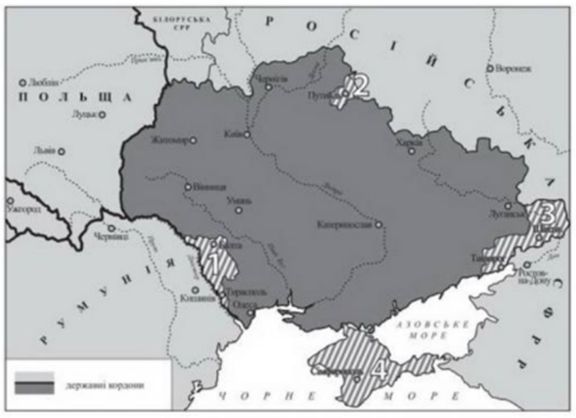 БІЛОРУСЬКА
СРР
РОСІЙСЬКА
СФРР
ПОЛЬЩА
РУМУНІЯ
Люблін
Луцьк
Львів
Ужгород
Чернівці
Чернігів
Воронеж
Житомир
Київ
Харків
Вінниця
Умань
Дніпро
Катеринослав
Луганськ
Балта
Тирасполь
Одеса
Кишинів
Таганрог
Ростов-
на-Дону
1
2
3
4
АЗОВСЬКЕ
МОРЕ
Сімферополь
ЧОРНЕ МОРЕ
державні кордони